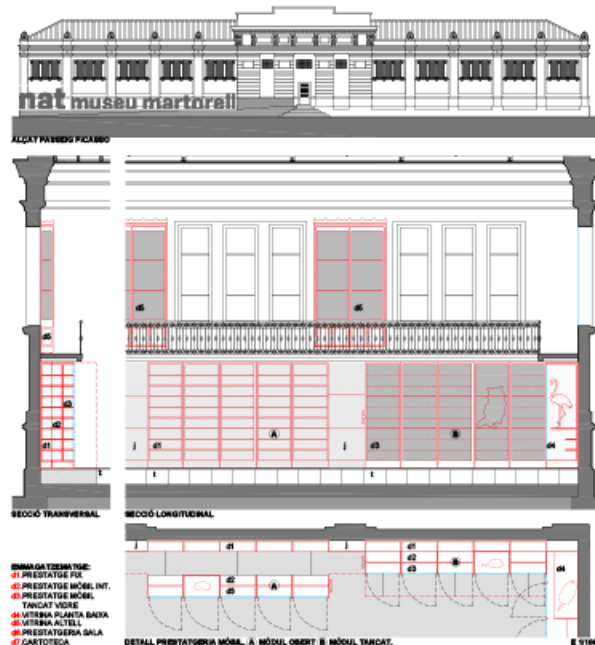 nat museu martorell
ALÇAT PASSEIG PICASSO
d5
d5
d5
d3
d2
d1
j
d1
A
j
d3
B
d4
t
t
t
SECCIÓ TRANSVERSAL
SECCIÓ LONGITUDINAL
j
d1
j
d1
d2
B
d3
d4
d2
A
d3
EMMAGATZEMATGE:
d1.PRESTATGE FIX
d2.PRESTATGE MÒBIL INT.
d3.PRESTATGE MÒBIL
TANCAT VIDRE
d4.VITRINA PLANTA BAIXA
d5.VITRINA ALTELL
d6.PRESTATGERIA SALA
d7.CARTOTECA
DETALL PRESTATGERIA MÒBIL. A MÒDUL OBERT B MÒDUL TANCAT.